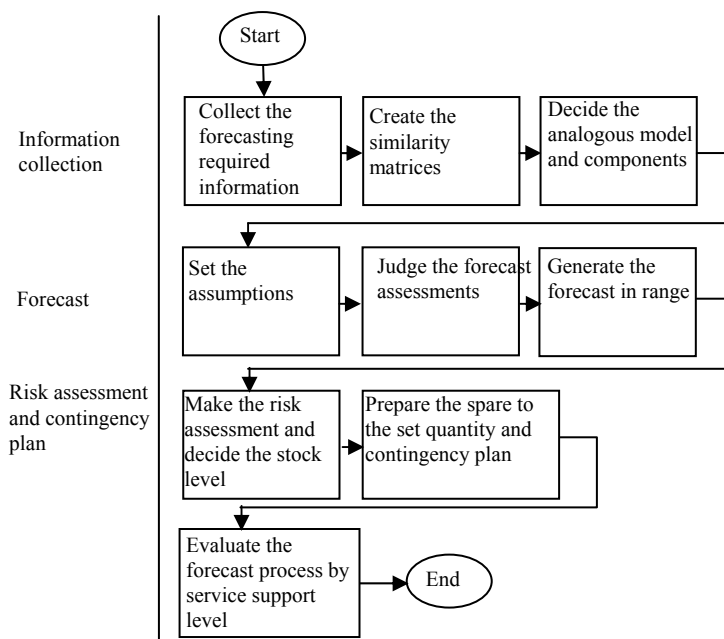 Start
Information
collection
Collect the
forecasting
required
information
Create the
similarity
matrices
Decide the
analogous model
and components
Forecast
Set the
assumptions
Judge the forecast
assessments
Generate the
forecast in range
Risk assessment
and contingency
plan
Make the risk
assessment and
decide the stock
level
Prepare the spare to
the set quantity and
contingency plan
Evaluate the
forecast process by
service support
level
End